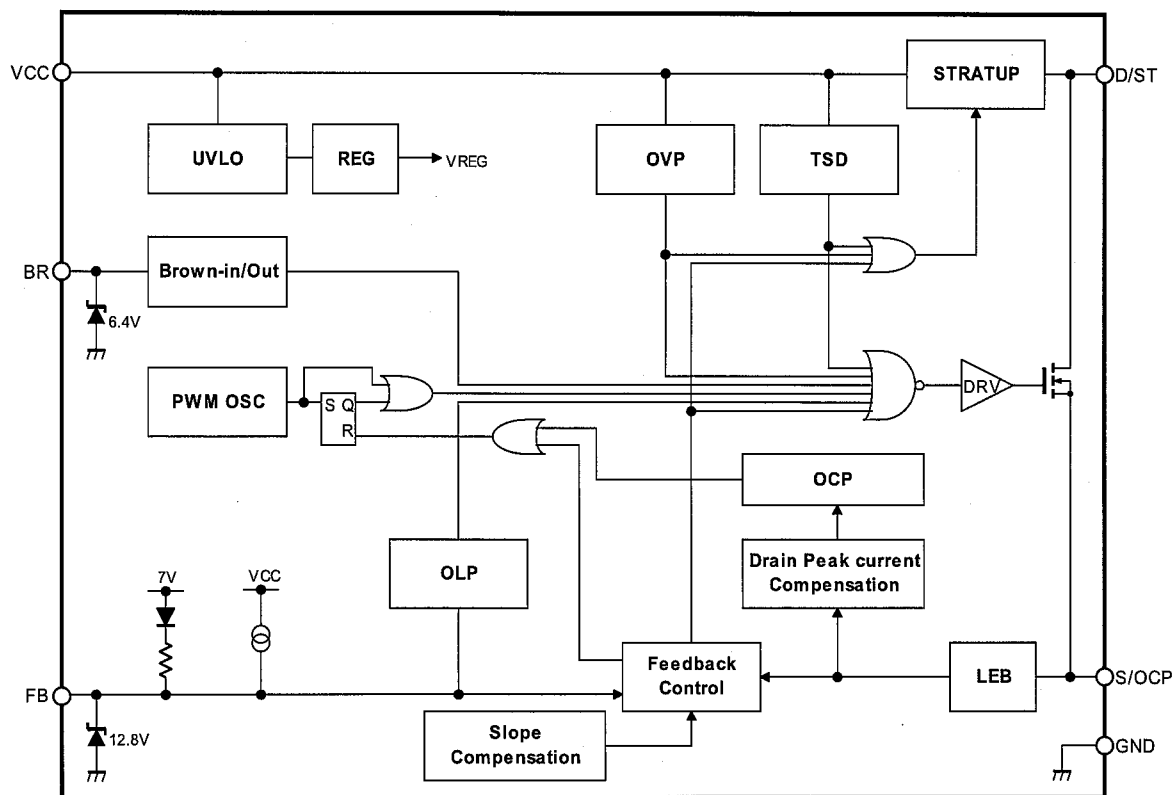 VCC
STRATUP
D/ST
UVLO
REG
VREG
OVP
TSD
BR
Brown-in/Out
6.4V
PWM OSC
S Q
R
DRV
OCP
Drain Peak current
Compensation
OLP
7V
VCC
Feedback
Control
LEB
FB
S/OCP
12.8V
Slope
Compensation
GND